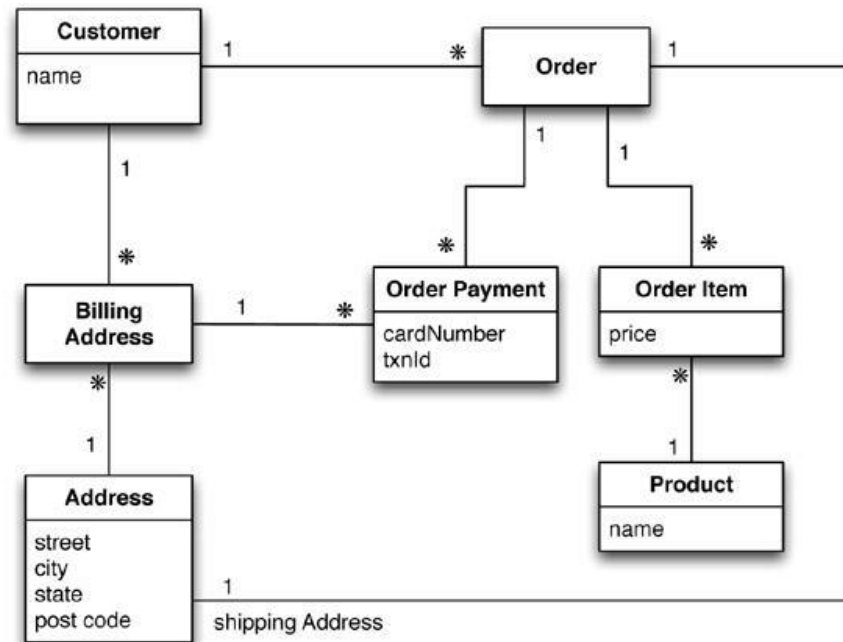 Customer
name
1
*
Order
1
1
*
1
*
1
*
Billing
Address
1
*
Order Payment
cardNumber
txnId
Order Item
price
*
1
*
1
Product
name
Address
street
city
state
post code
1
shipping Address